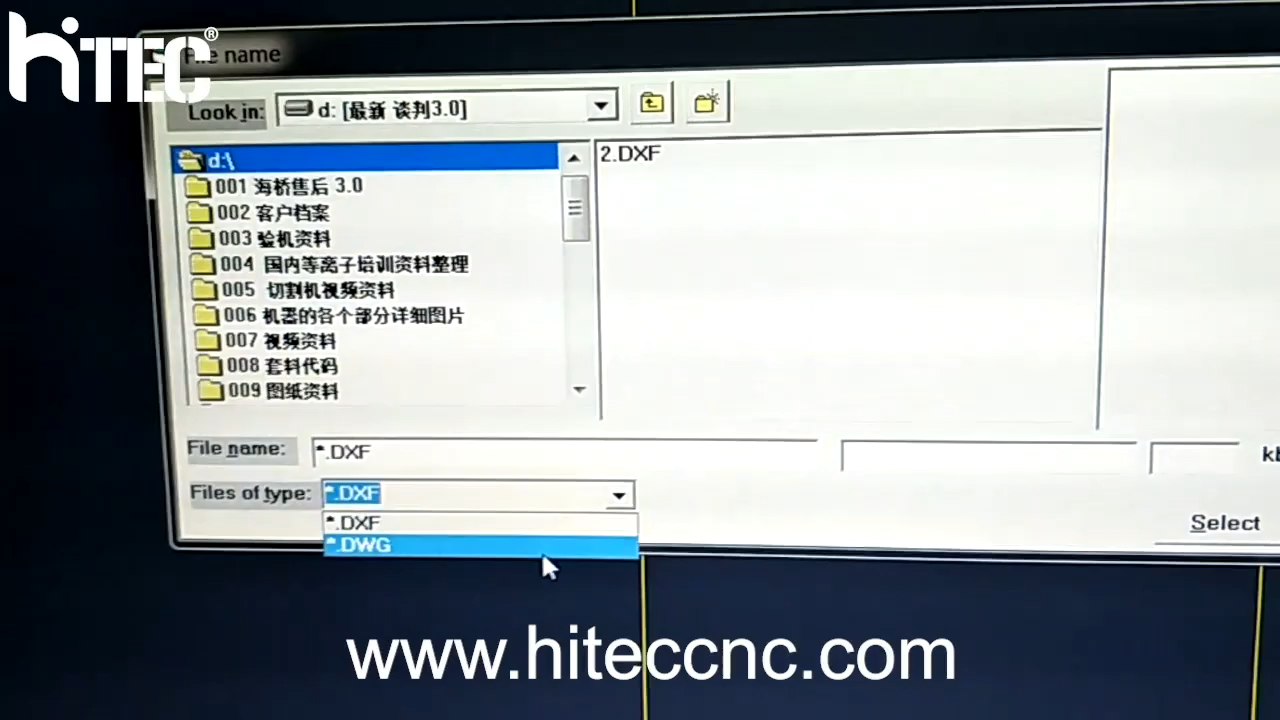 hiTEC®
File name
Look in:
d: [最新 谈判3.0]
d:\
001 海桥售后 3.0
002 客户档案
003 验机资料
004 国内等离子培训资料整理
005 切割机视频资料
006 机器的各个部分详细图片
007 视频资料
008 套料代码
009 图纸资料
2.DXF
File name:
*.DXF
Files of type:
*.DXF
*.DXF
*.DWG
Select
www.hiteccnc.com